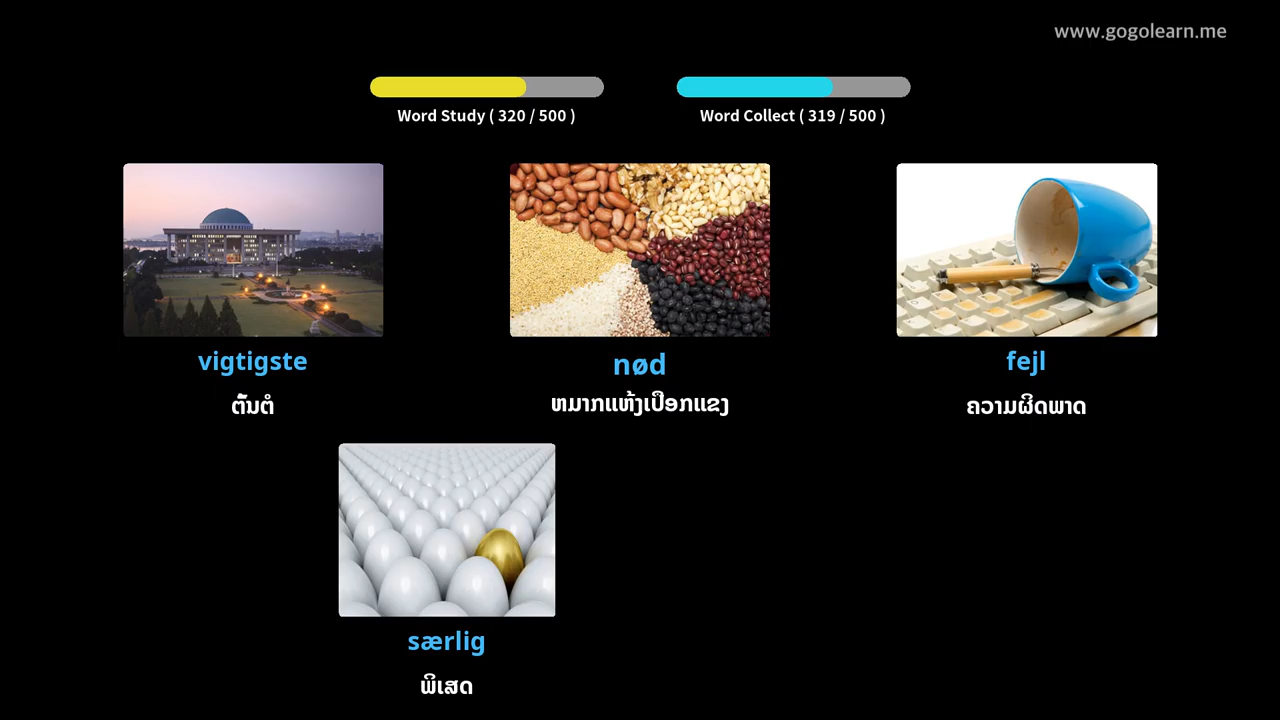 www.gogolearn.me
Word Study ( 320 / 500 )
Word Collect ( 319 / 500 )
vigtigste
ຕົ້ນຕໍ
nød
ຫມາກແຫ້ງເປືອກແຂງ
fejl
ຄວາມຜິດພາດ
særlig
ພິເສດ